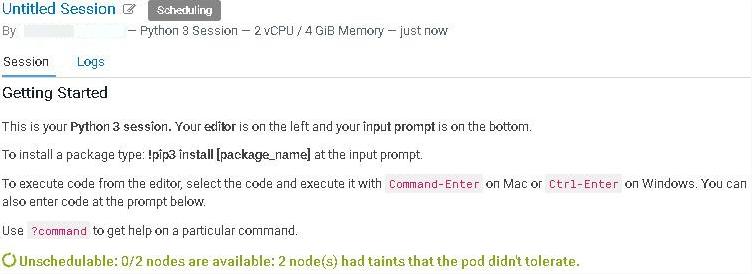 Untitled Session Scheduling
By — Python 3 Session — 2 vCPU / 4 GiB Memory — just now
Session Logs
Getting Started
This is your Python 3 session. Your editor is on the left and your input prompt is on the bottom.
To install a package type: !pip3 install [package_name] at the input prompt.
To execute code from the editor, select the code and execute it with Command-Enter on Mac or Ctrl-Enter on Windows. You can
also enter code at the prompt below.
Use ?command to get help on a particular command.
Unschedulable: 0/2 nodes are available: 2 node(s) had taints that the pod didn't tolerate.